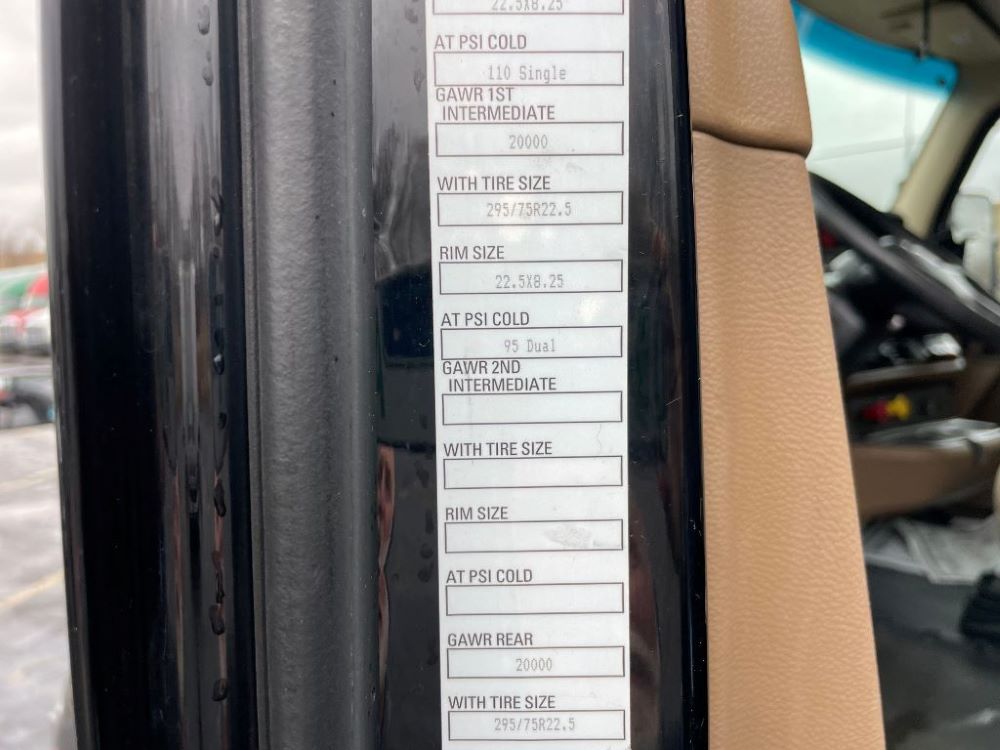 22.5X8.25
AT PSI COLD
110 Single
GAWR 1ST
INTERMEDIATE
20000
WITH TIRE SIZE
295/75R22.5
RIM SIZE
22.5X8.25
AT PSI COLD
95 Dual
GAWR 2ND
INTERMEDIATE
WITH TIRE SIZE
RIM SIZE
AT PSI COLD
GAWR REAR
20000
WITH TIRE SIZE
295/75R22.5